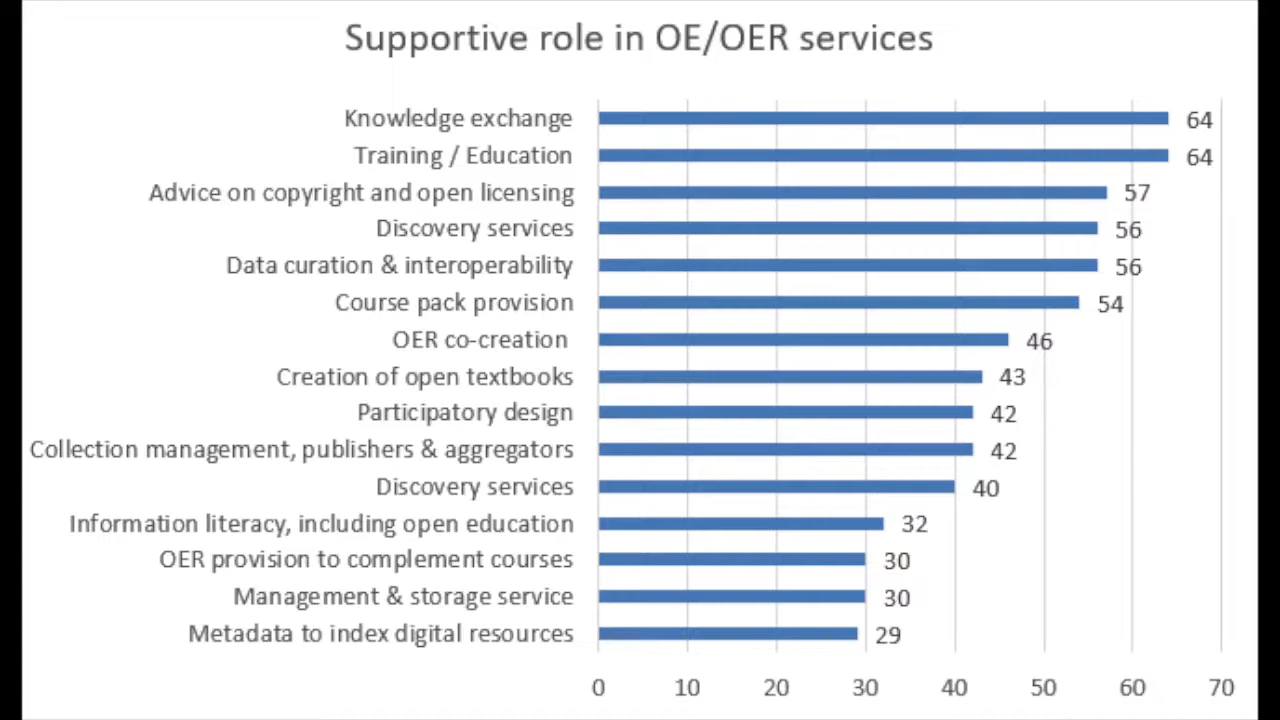 Supportive role in OE/OER services
Knowledge exchange 64
Training / Education 64
Advice on copyright and open licensing 57
Discovery services 56
Data curation & interoperability 56
Course pack provision 54
OER co-creation 46
Creation of open textbooks 43
Participatory design 42
Collection management, publishers & aggregators 42
Discovery services 40
Information literacy, including open education 32
OER provision to complement courses 30
Management & storage service 30
Metadata to index digital resources 29
0 10 20 30 40 50 60 70